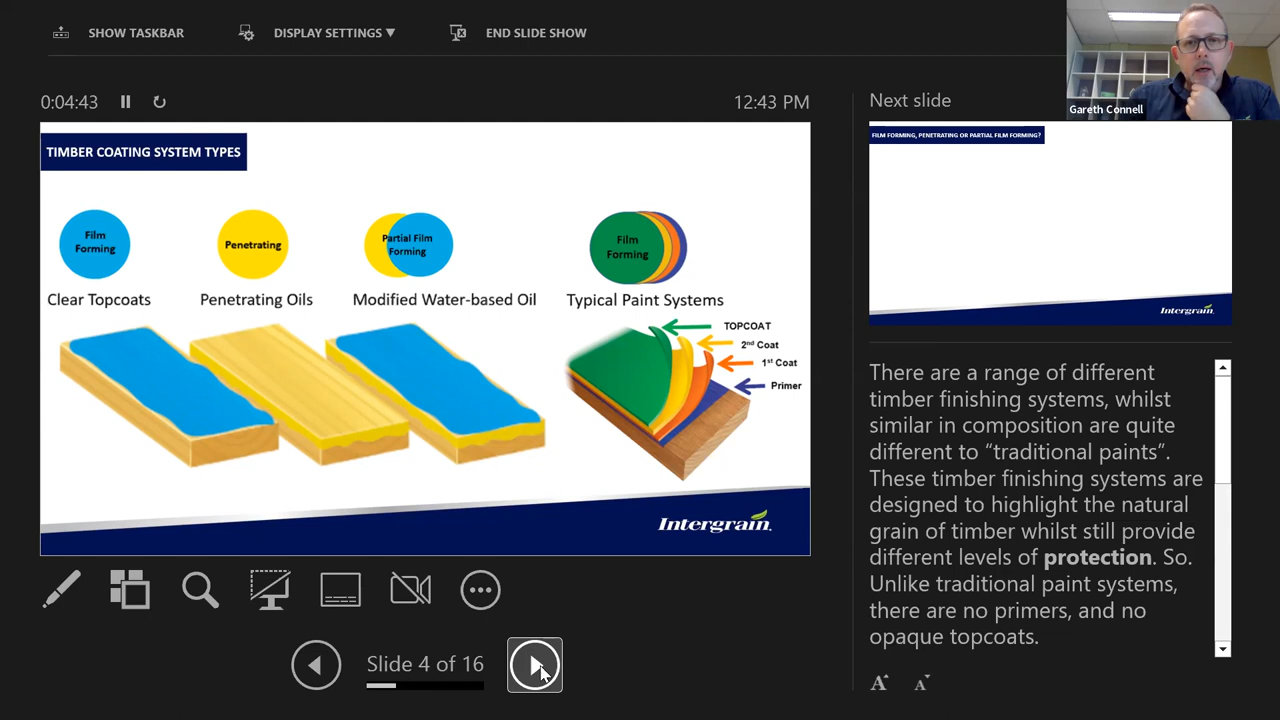 SHOW TASKBAR
DISPLAY SETTINGS ▼
END SLIDE SHOW
Gareth Connell
0:04:43
12:43 PM
TIMBER COATING SYSTEM TYPES
Film
Forming
Penetrating
Partial Film
Forming
Film
Forming
Clear Topcoats
Penetrating Oils
Modified Water-based Oil
Typical Paint Systems
TOPCOAT
2nd Coat
1st Coat
Primer
Intergrain
Slide 4 of 16
Next slide
FILM FORMING, PENETRATING OR PARTIAL FILM FORMING?
Intergrain
There are a range of different
timber finishing systems, whilst
similar in composition are quite
different to “traditional paints”.
These timber finishing systems are
designed to highlight the natural
grain of timber whilst still provide
different levels of protection. So.
Unlike traditional paint systems,
there are no primers, and no
opaque topcoats.
A A